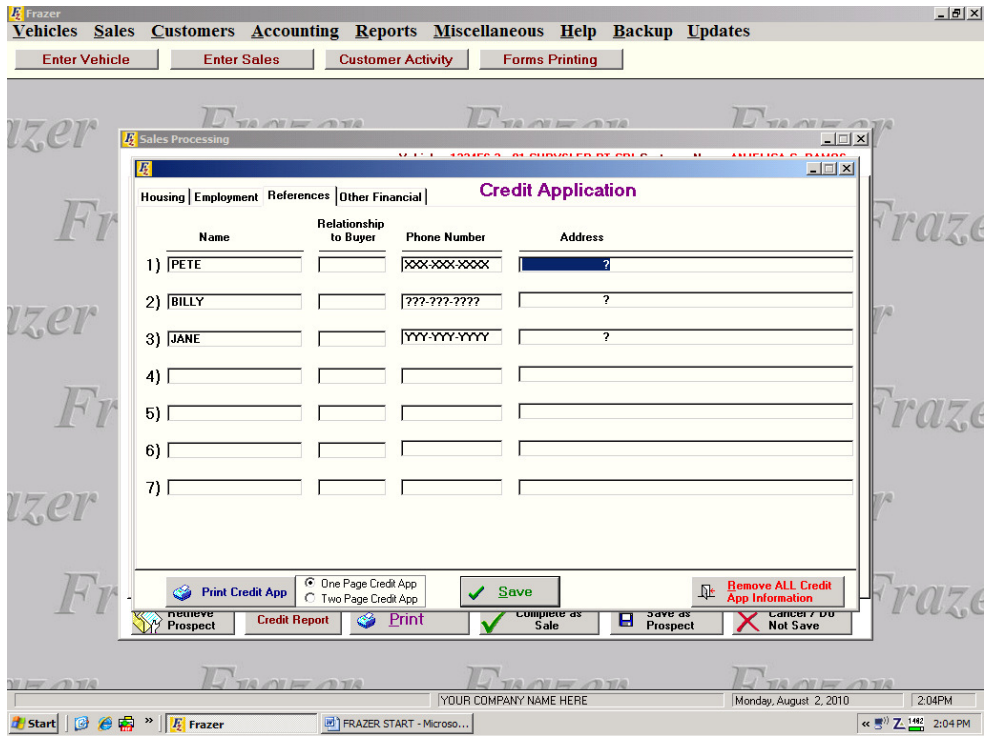 Frazer
Vehicles Sales Customers Accounting Reports Miscellaneous Help Backup Updates
Enter Vehicle Enter Sales Customer Activity Forms Printing
Sales Processing
Credit Application
Housing Employment References Other Financial
Name Relationship to Buyer Phone Number Address
1) PETE XXX-XXX-XXXX ?
2) BILLY ???-???-???? ?
3) JANE YYY-YYY-YYYY ?
4)
5)
6)
7)
Print Credit App
One Page Credit App
Two Page Credit App
Save
Remove ALL Credit
App Information
Retrieve
Prospect
Credit Report
Print
Complete as
Sale
Save as
Prospect
Cancel / Do
Not Save
YOUR COMPANY NAME HERE Monday, August 2, 2010 2:04PM
Start » Frazer FRAZER START - Microso... « 2:04 PM